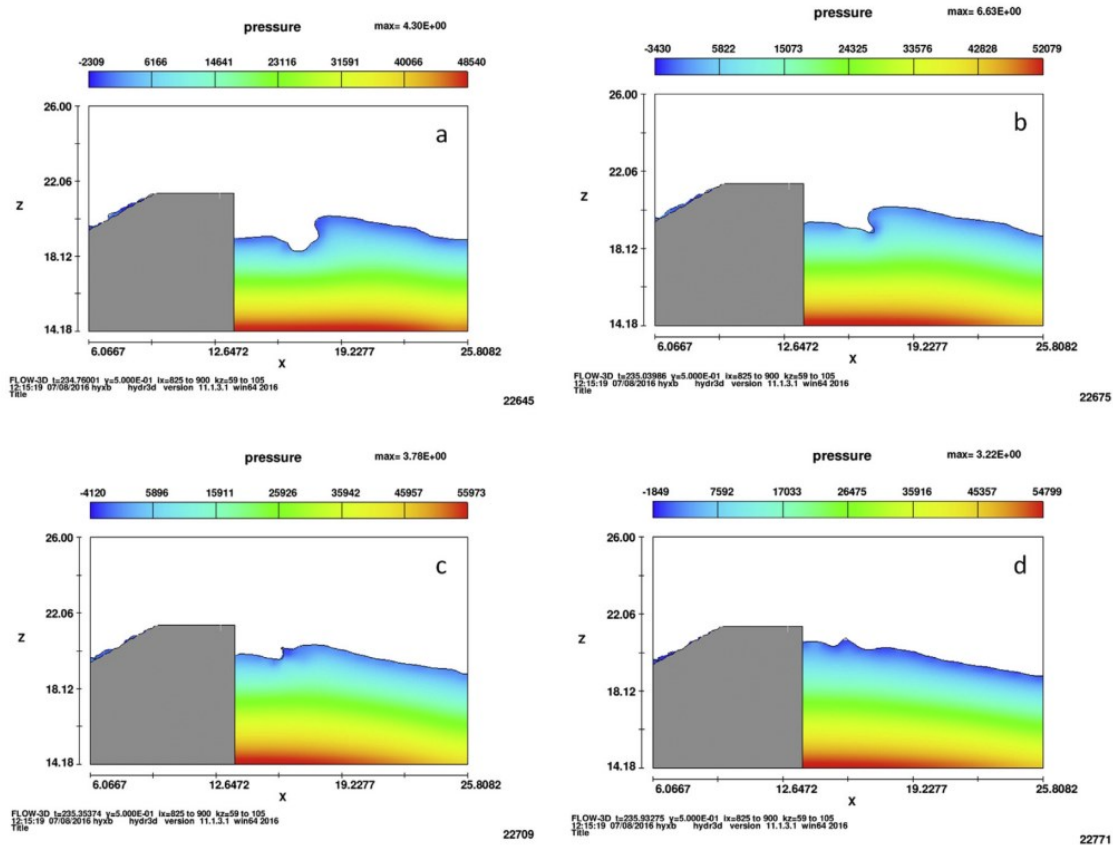 pressure max= 4.30E+00
-2309 6166 14641 23116 31591 40066 48540
26.00
a
22.06
Z
18.12
14.18
6.0667 12.6472 19.2277 25.8082
X
FLOW-3D t=234.76001 y=5.000E-01 ix=825 to 900 kz=59 to 105
12:15:19 07/08/2016 hyxb hydr3d version 11.1.3.1 win64 2016
Title
22645
pressure max= 6.63E+00
-3430 5822 15073 24325 33576 42828 52079
26.00
b
22.06
Z
18.12
14.18
6.0667 12.6472 19.2277 25.8082
X
FLOW-3D t=235.03986 y=5.000E-01 ix=825 to 900 kz=59 to 105
12:15:19 07/08/2016 hyxb hydr3d version 11.1.3.1 win64 2016
Title
22675
pressure max= 3.78E+00
-4120 5896 15911 25926 35942 45957 55973
26.00
c
22.06
Z
18.12
14.18
6.0667 12.6472 19.2277 25.8082
X
FLOW-3D t=235.35374 y=5.000E-01 ix=825 to 900 kz=59 to 105
12:15:19 07/08/2016 hyxb hydr3d version 11.1.3.1 win64 2016
Title
22709
pressure max= 3.22E+00
-1849 7592 17033 26475 35916 45357 54799
26.00
d
22.06
Z
18.12
14.18
6.0667 12.6472 19.2277 25.8082
X
FLOW-3D t=235.93275 y=5.000E-01 ix=825 to 900 kz=59 to 105
12:15:19 07/08/2016 hyxb hydr3d version 11.1.3.1 win64 2016
Title
22771